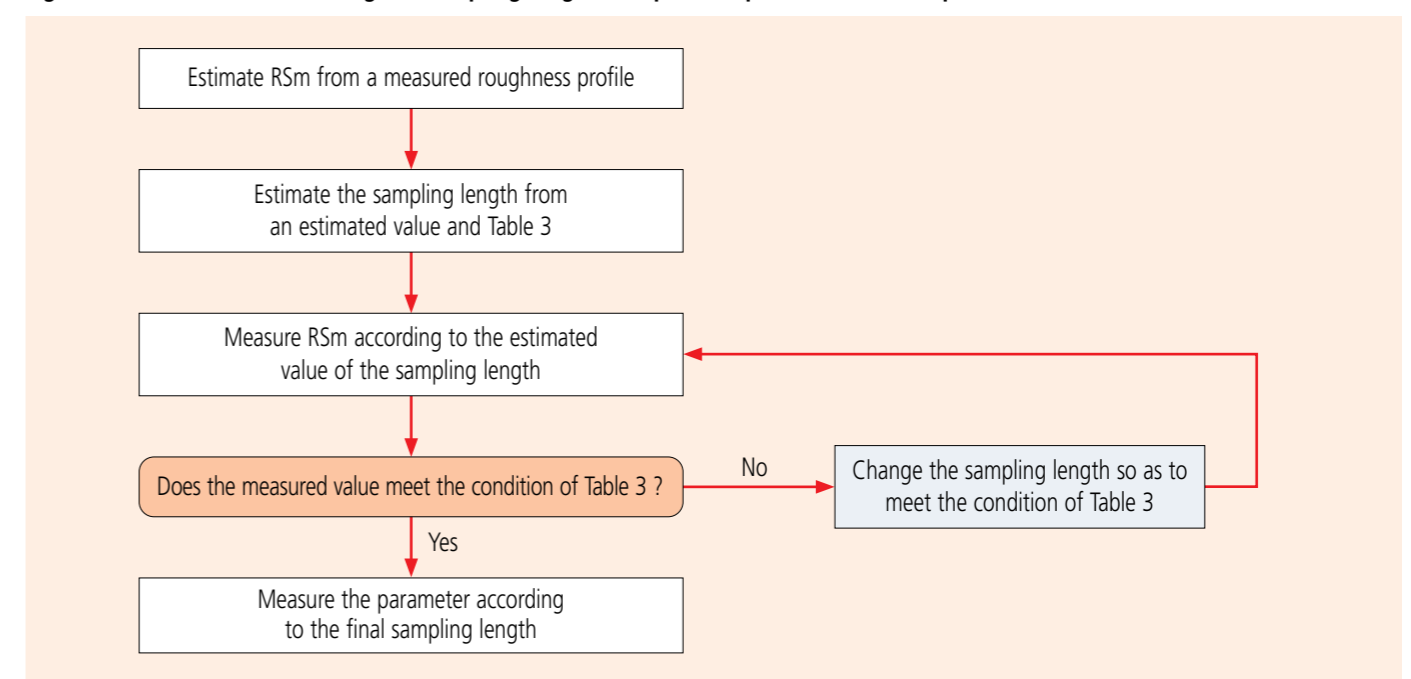 Estimate RSm from a measured roughness profile
Estimate the sampling length from
an estimated value and Table 3
Measure RSm according to the estimated
value of the sampling length
Does the measured value meet the condition of Table 3 ?
No
Change the sampling length so as to
meet the condition of Table 3
Yes
Measure the parameter according
to the final sampling length